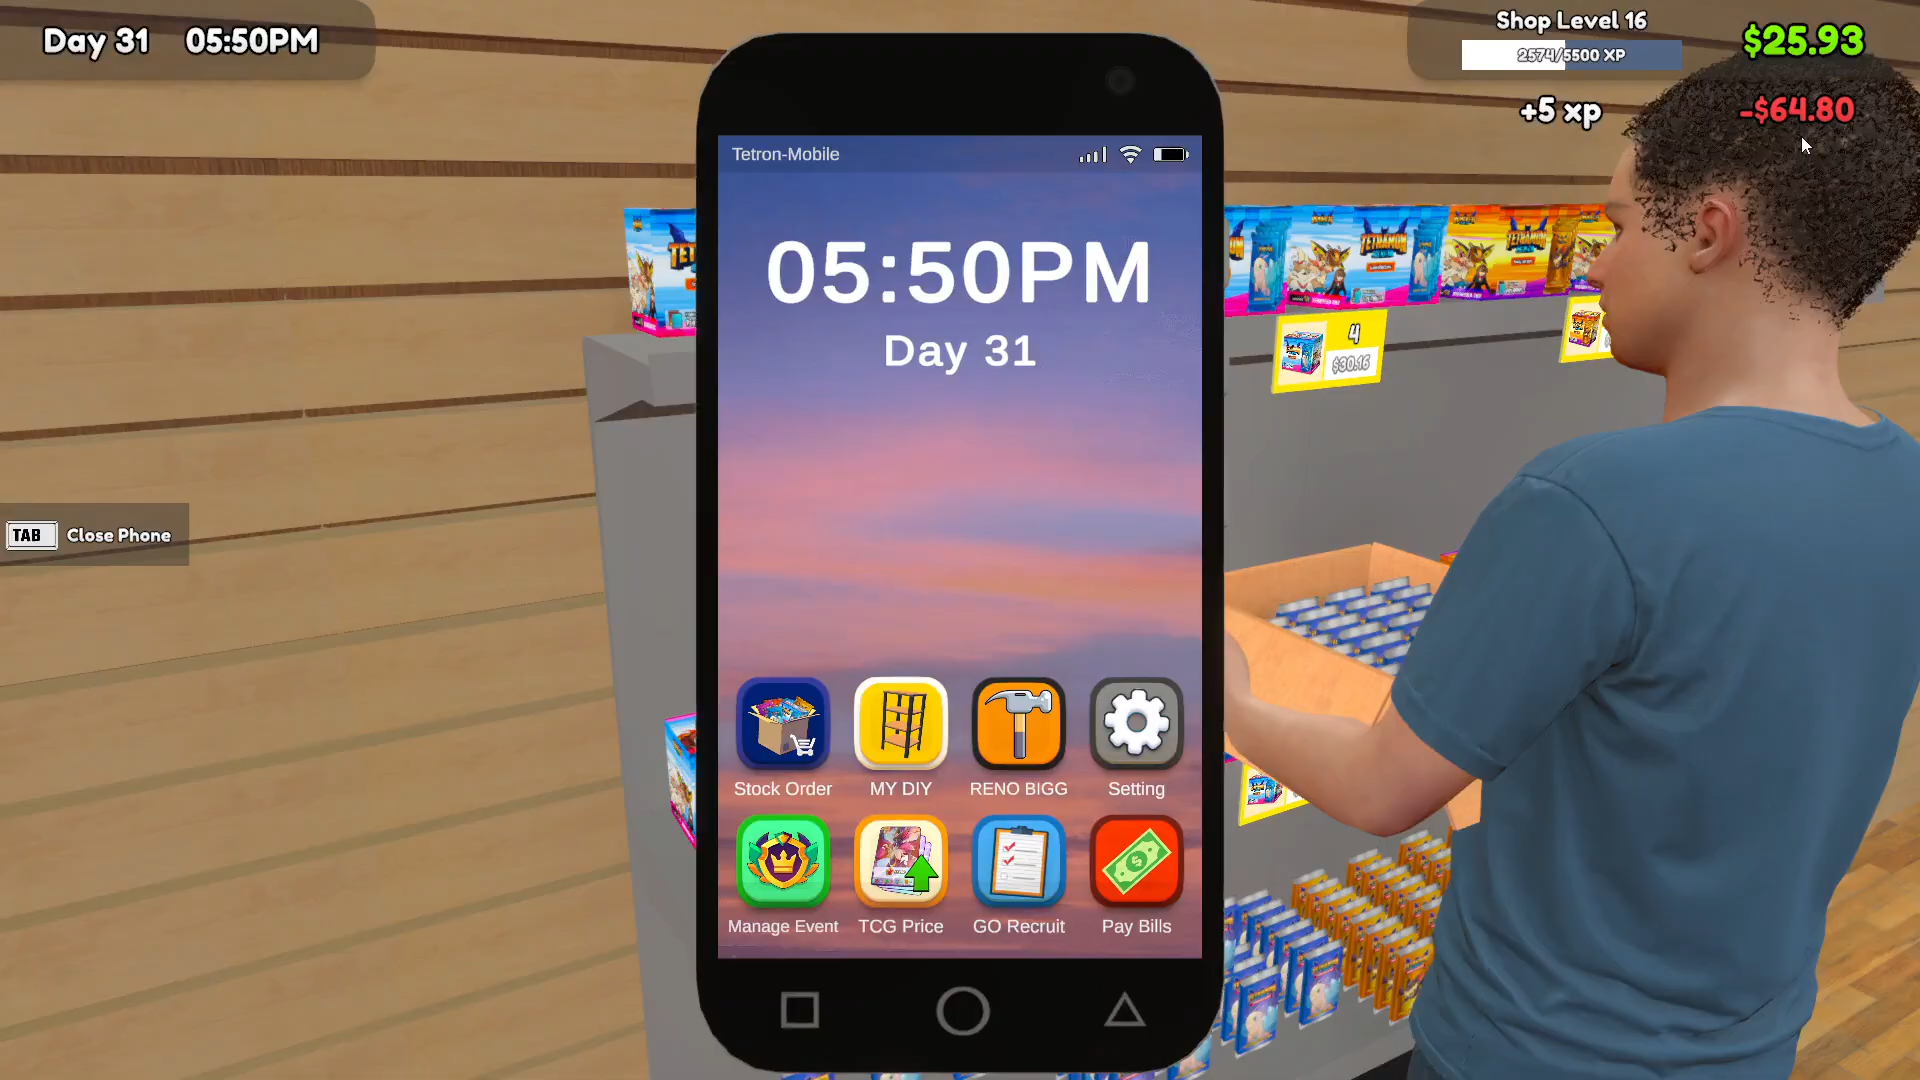 Day 31 05:50PM
Shop Level 16
2574/5500 XP
$25.93
+5 xp
-$64.80
Tetron-Mobile
05:50PM
Day 31
TAB Close Phone
TETRAMON
TETRAMON
4
$30.16
Stock Order MY DIY RENO BIGG Setting
Manage Event TCG Price GO Recruit Pay Bills